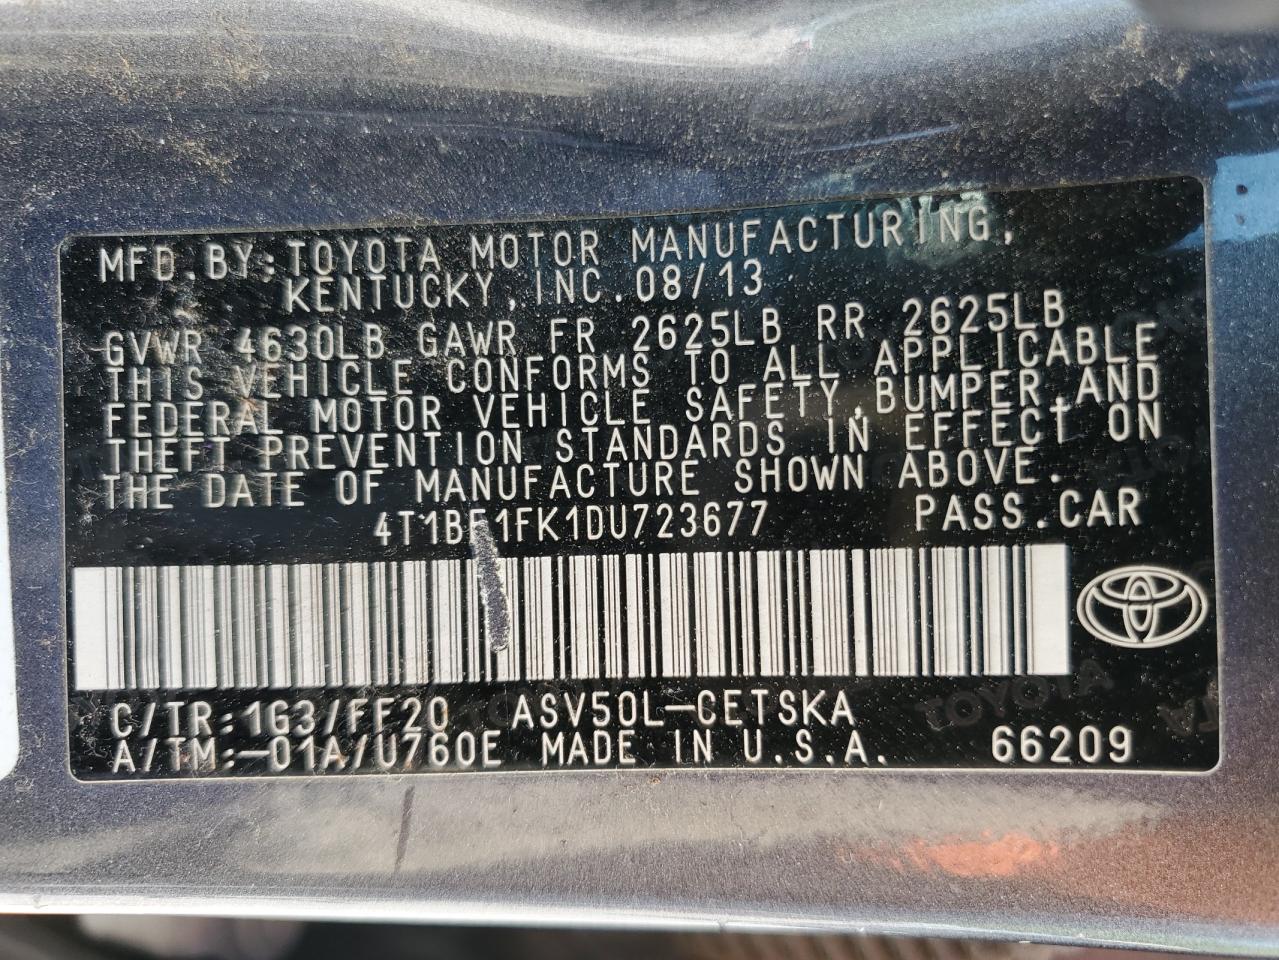 MFD.BY:TOYOTA MOTOR MANUFACTURING,
KENTUCKY,INC.08/13
GVWR 4630LB GAWR FR 2625LB RR 2625LB
THIS VEHICLE CONFORMS TO ALL APPLICABLE
FEDERAL MOTOR VEHICLE SAFETY,BUMPER,AND
THEFT PREVENTION STANDARDS IN EFFECT ON
THE DATE OF MANUFACTURE SHOWN ABOVE.
4T1BF1FK1DU723677 PASS.CAR
C/TR:1G3/FF20 ASV50L-CETSKA
A/TM:-01A/U760E MADE IN U.S.A. 66209
TOYOTA